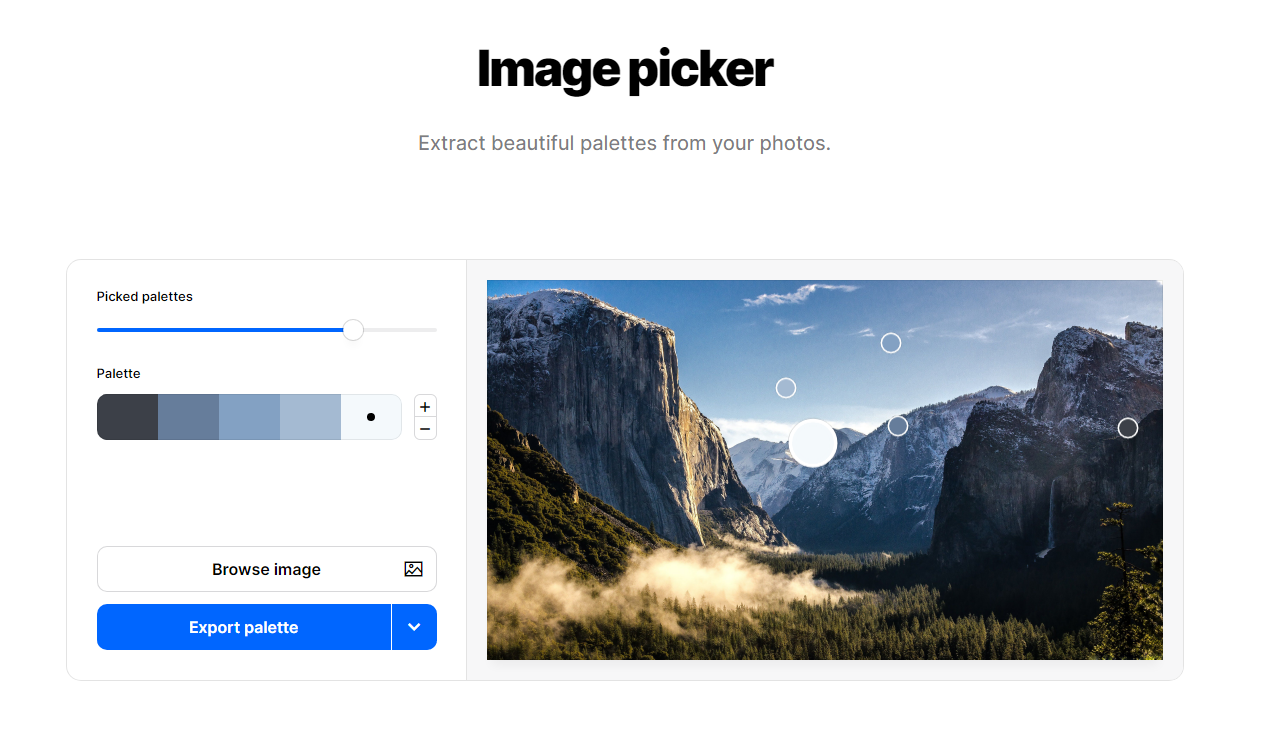 Image picker
Extract beautiful palettes from your photos.
Picked palettes
Palette
Browse image
Export palette